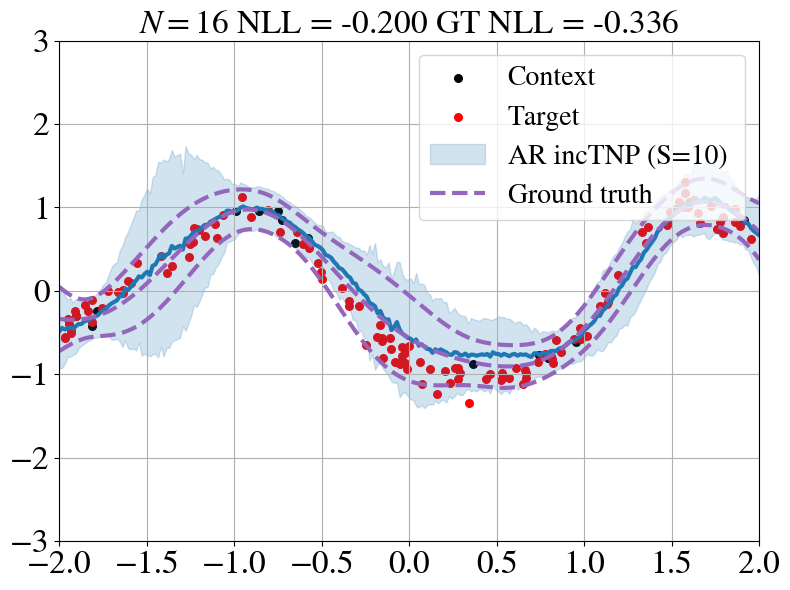 N = 16 NLL = -0.200 GT NLL = -0.336
3
2
1
0
−1
−2
−3
Context
Target
AR incTNP (S=10)
Ground truth
−2.0 −1.5 −1.0 −0.5 0.0 0.5 1.0 1.5 2.0